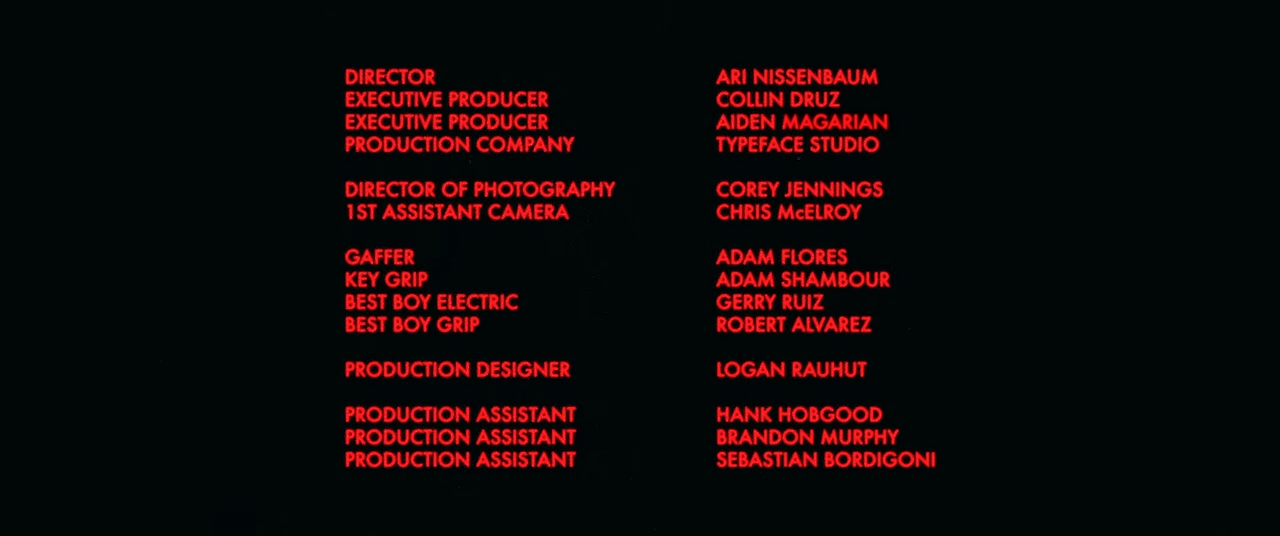 DIRECTOR ARI NISSENBAUM
EXECUTIVE PRODUCER COLLIN DRUZ
EXECUTIVE PRODUCER AIDEN MAGARIAN
PRODUCTION COMPANY TYPEFACE STUDIO
DIRECTOR OF PHOTOGRAPHY COREY JENNINGS
1ST ASSISTANT CAMERA CHRIS McELROY
GAFFER ADAM FLORES
KEY GRIP ADAM SHAMBOUR
BEST BOY ELECTRIC GERRY RUIZ
BEST BOY GRIP ROBERT ALVAREZ
PRODUCTION DESIGNER LOGAN RAUHUT
PRODUCTION ASSISTANT HANK HOBGOOD
PRODUCTION ASSISTANT BRANDON MURPHY
PRODUCTION ASSISTANT SEBASTIAN BORDIGONI